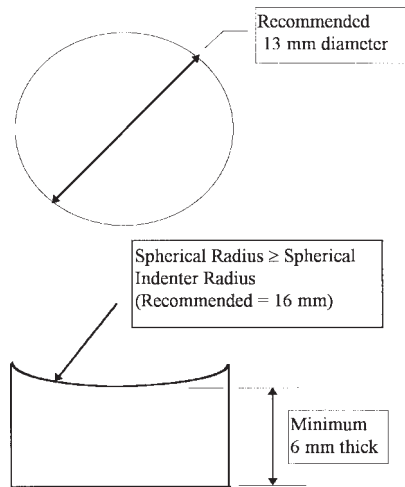 Recommended
13 mm diameter
Spherical Radius ≥ Spherical
Indenter Radius
(Recommended = 16 mm)
Minimum
6 mm thick